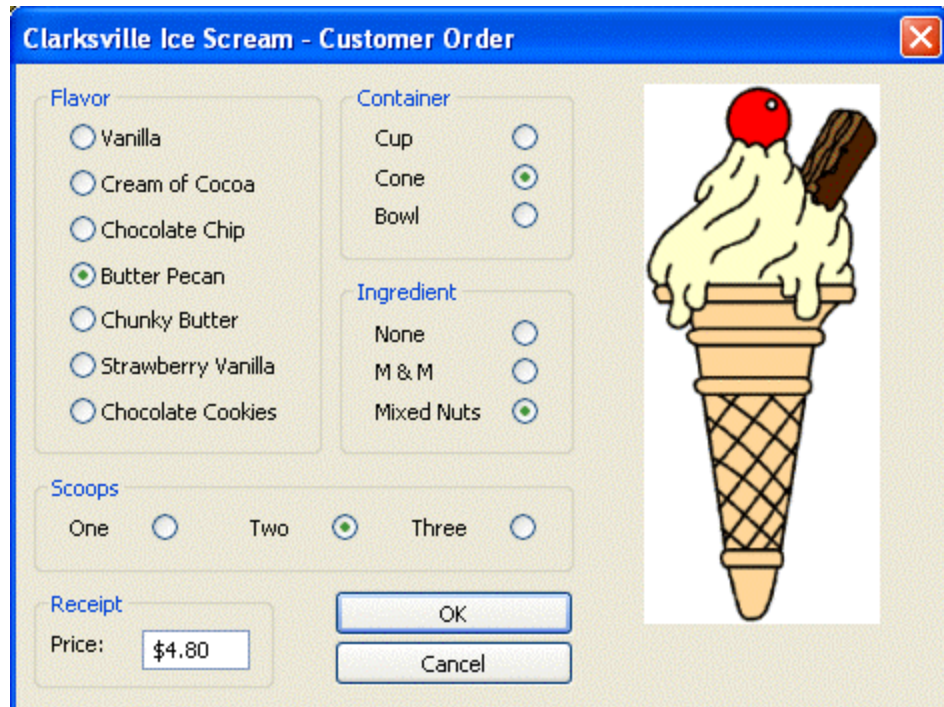 Clarksville Ice Scream - Customer Order
Flavor
Vanilla
Cream of Cocoa
Chocolate Chip
Butter Pecan
Chunky Butter
Strawberry Vanilla
Chocolate Cookies
Container
Cup
Cone
Bowl
Ingredient
None
M & M
Mixed Nuts
Scoops
One Two Three
Receipt
Price: $4.80
OK
Cancel